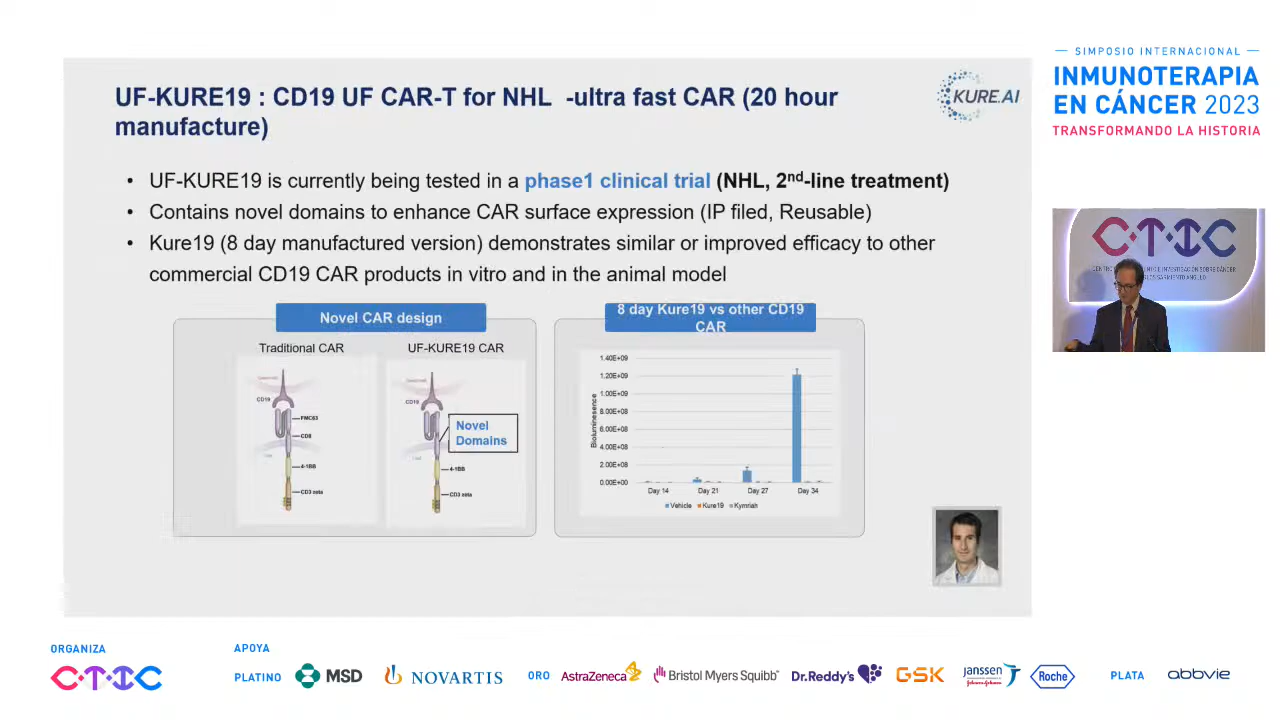 UF-KURE19 : CD19 UF CAR-T for NHL -ultra fast CAR (20 hour
manufacture)
KURE.AI
• UF-KURE19 is currently being tested in a phase1 clinical trial (NHL, 2nd-line treatment)
• Contains novel domains to enhance CAR surface expression (IP filed, Reusable)
• Kure19 (8 day manufactured version) demonstrates similar or improved efficacy to other
commercial CD19 CAR products in vitro and in the animal model
Novel CAR design
Traditional CAR
UF-KURE19 CAR
CD19
FMC63
CD8
4-1BB
CD3 zeta
CD19
Novel
Domains
4-1BB
CD3 zeta
8 day Kure19 vs other CD19
CAR
Bioluminesence
1.40E+09
1.20E+09
1.00E+09
8.00E+08
6.00E+08
4.00E+08
2.00E+08
0.00E+00
Day 14
Day 21
Day 27
Day 34
Vehicle
Kure19
Kymriah
SIMPOSIO INTERNACIONAL
INMUNOTERAPIA
EN CÁNCER 2023
TRANSFORMANDO LA HISTORIA
CTIC
ORGANIZA
CTIC
APOYA
PLATINO
MSD
NOVARTIS
ORO
AstraZeneca
Bristol Myers Squibb™
Dr.Reddy's
GSK
janssen
Johnson-Johnson
Roche
PLATA
abbvie